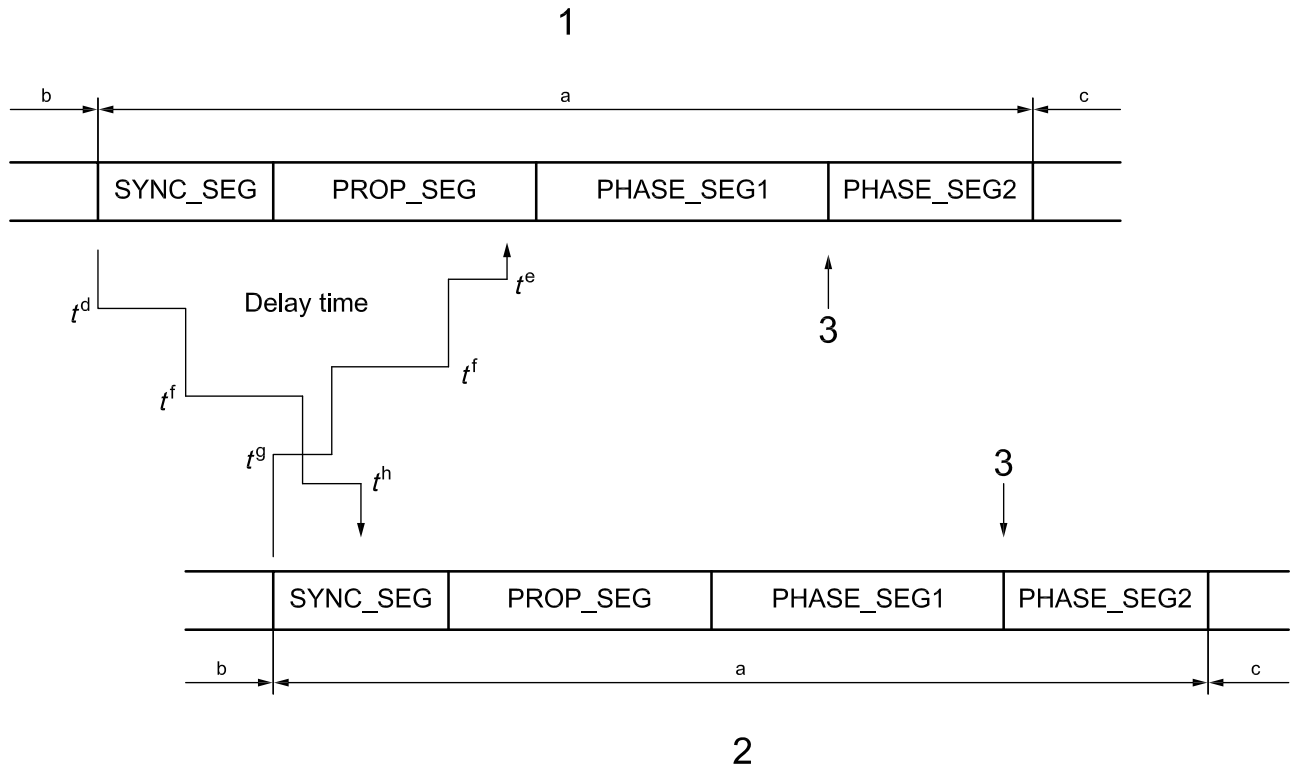 1
b a c
SYNC_SEG PROP_SEG PHASE_SEG1 PHASE_SEG2
tᵈ Delay time tᵉ
3
tᶠ
tᶠ
tᵍ
tʰ
3
SYNC_SEG PROP_SEG PHASE_SEG1 PHASE_SEG2
b a c
2